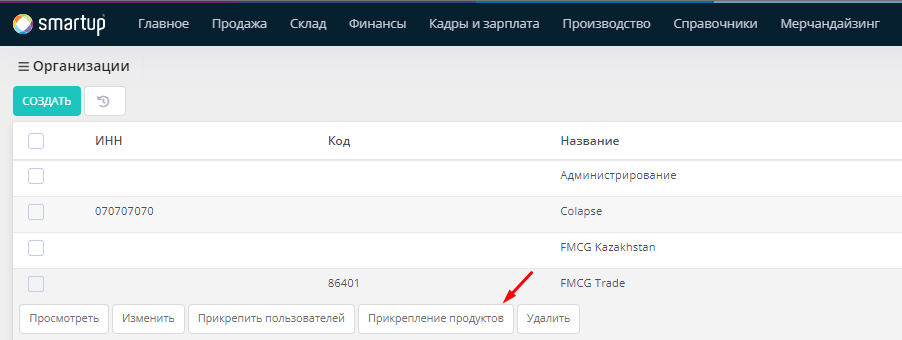 smartup Главное Продажа Склад Финансы Кадры и зарплата Производство Справочники Мерчандайзинг
Организации
СОЗДАТЬ
ИНН Код Название
Администрирование
070707070 Colapse
FMCG Kazakhstan
86401 FMCG Trade
Просмотреть Изменить Прикрепить пользователей Прикрепление продуктов Удалить